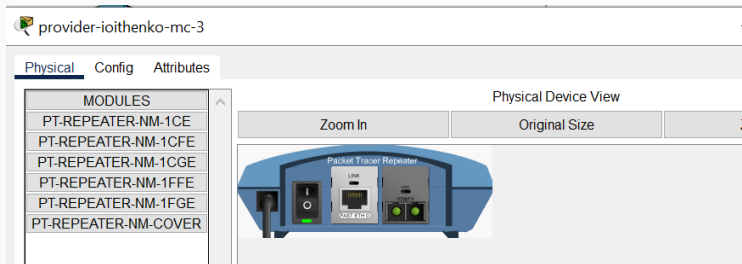 provider-ioithenko-mc-3
Physical Config Attributes
MODULES
PT-REPEATER-NM-1CE
PT-REPEATER-NM-1CFE
PT-REPEATER-NM-1CGE
PT-REPEATER-NM-1FFE
PT-REPEATER-NM-1FGE
PT-REPEATER-NM-COVER
Physical Device View
Zoom In Original Size
Packet Tracer Repeater
LINK
FAST ETH 0